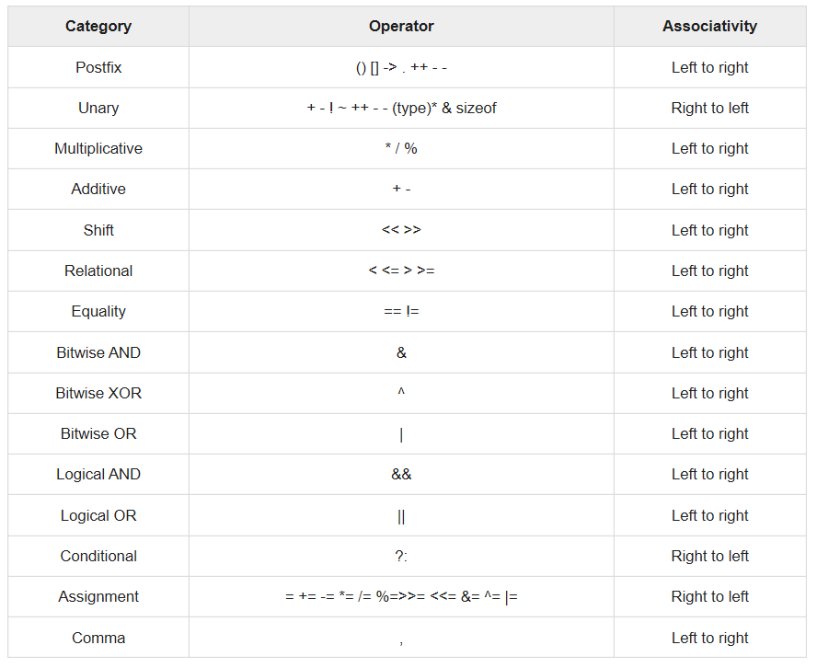 Category Operator Associativity
Postfix () [] -> . ++ - - Left to right
Unary + - ! ~ ++ - - (type)* & sizeof Right to left
Multiplicative * / % Left to right
Additive + - Left to right
Shift << >> Left to right
Relational < <= > >= Left to right
Equality == != Left to right
Bitwise AND & Left to right
Bitwise XOR ^ Left to right
Bitwise OR | Left to right
Logical AND && Left to right
Logical OR || Left to right
Conditional ?: Right to left
Assignment = += -= *= /= %=>>= <<= &= ^= |= Right to left
Comma , Left to right